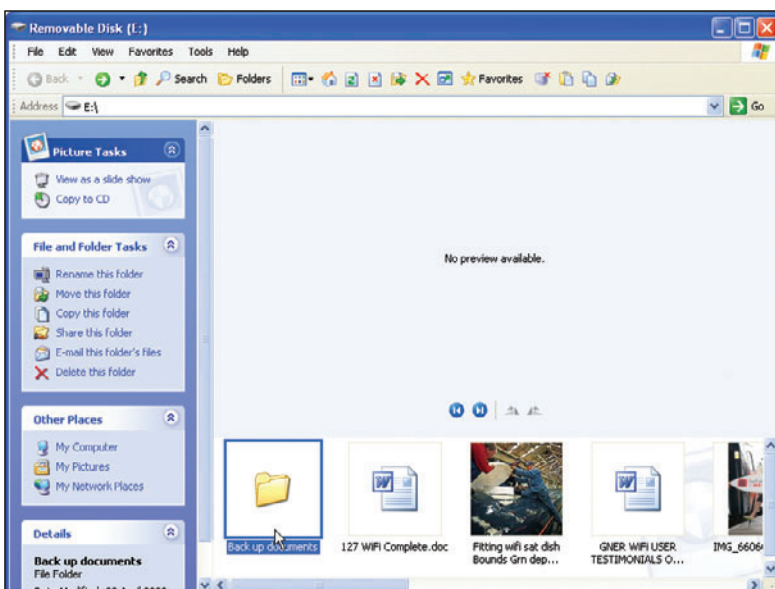 Removable Disk (E:)
File Edit View Favorites Tools Help
Back Search Folders Favorites
Address E:\ Go
Picture Tasks
View as a slide show
Copy to CD
File and Folder Tasks
Rename this folder
Move this folder
Copy this folder
Share this folder
E-mail this folder's files
Delete this folder
Other Places
My Computer
My Pictures
My Network Places
Details
Back up documents
File Folder
No preview available.
Back up documents
127 WiFi Complete.doc
Fitting wifi sat dish
Bounds Grn dep...
GNER WIFI USER
TESTIMONIALS O...
IMG_6606